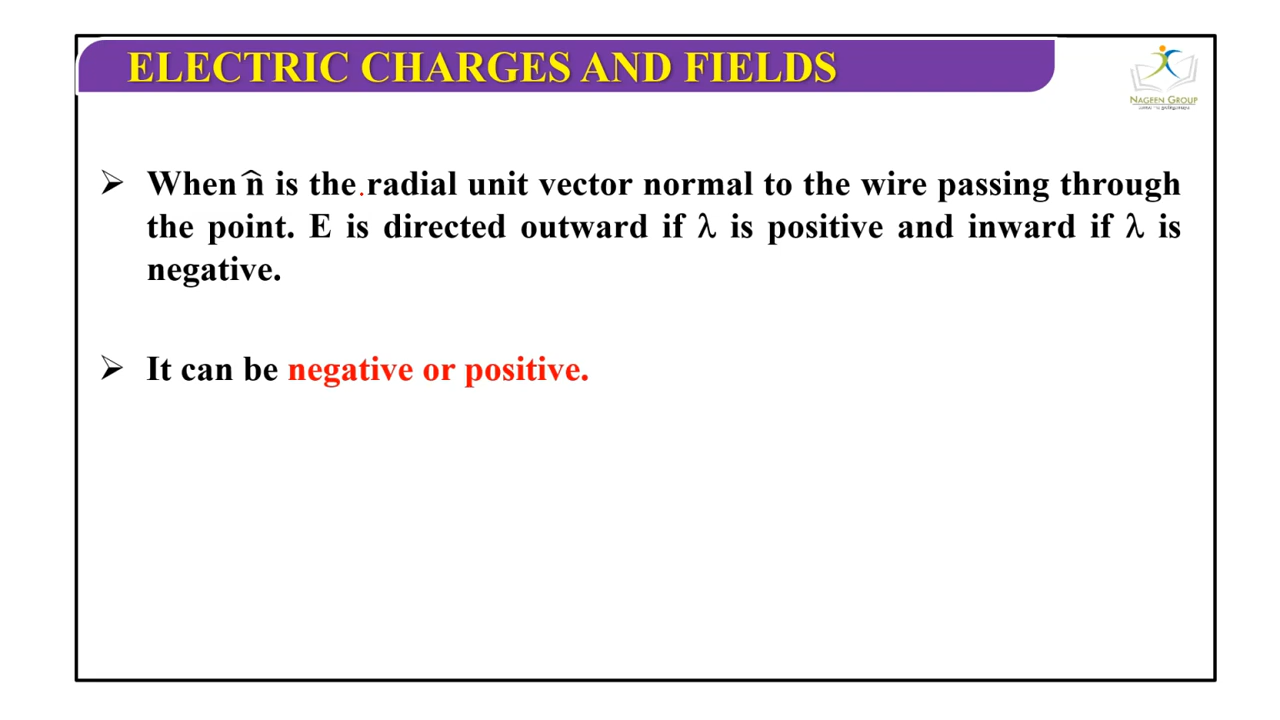 ELECTRIC CHARGES AND FIELDS
NAGEEN GROUP
➢ When n̂ is the radial unit vector normal to the wire passing through
the point. E is directed outward if λ is positive and inward if λ is
negative.
➢ It can be negative or positive.